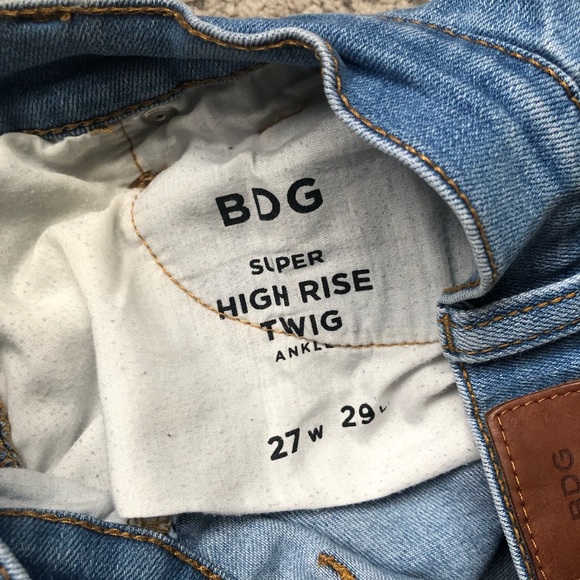 BDG
SUPER
HIGH RISE
TWIG
ANKLE
27 W 29 L
BDG